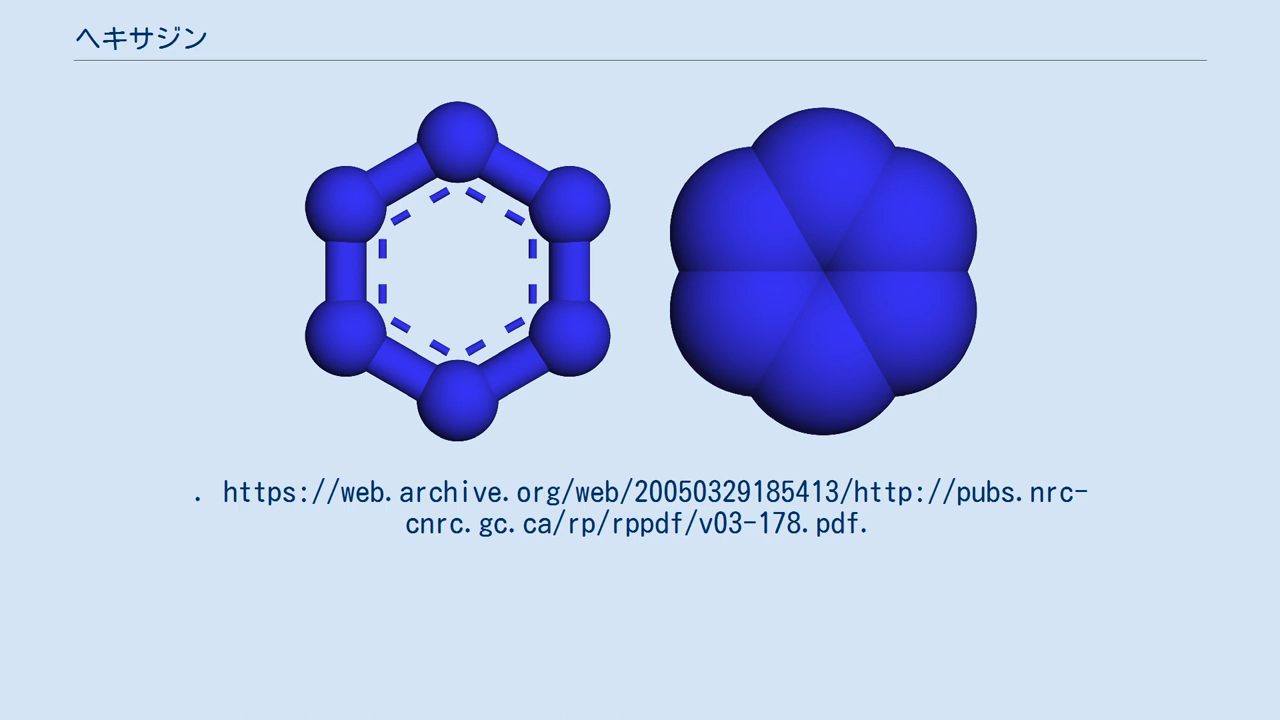 ヘキサジン
. https://web.archive.org/web/20050329185413/http://pubs.nrc-
cnrc.gc.ca/rp/rppdf/v03-178.pdf.